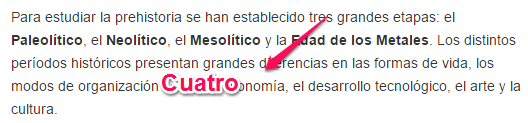 Para estudiar la prehistoria se han establecido tres grandes etapas: el
Paleolítico, el Neolítico, el Mesolítico y la Edad de los Metales. Los distintos
períodos históricos presentan grandes diferencias en las formas de vida, los
modos de organización Cuatro onomía, el desarrollo tecnológico, el arte y la
cultura.